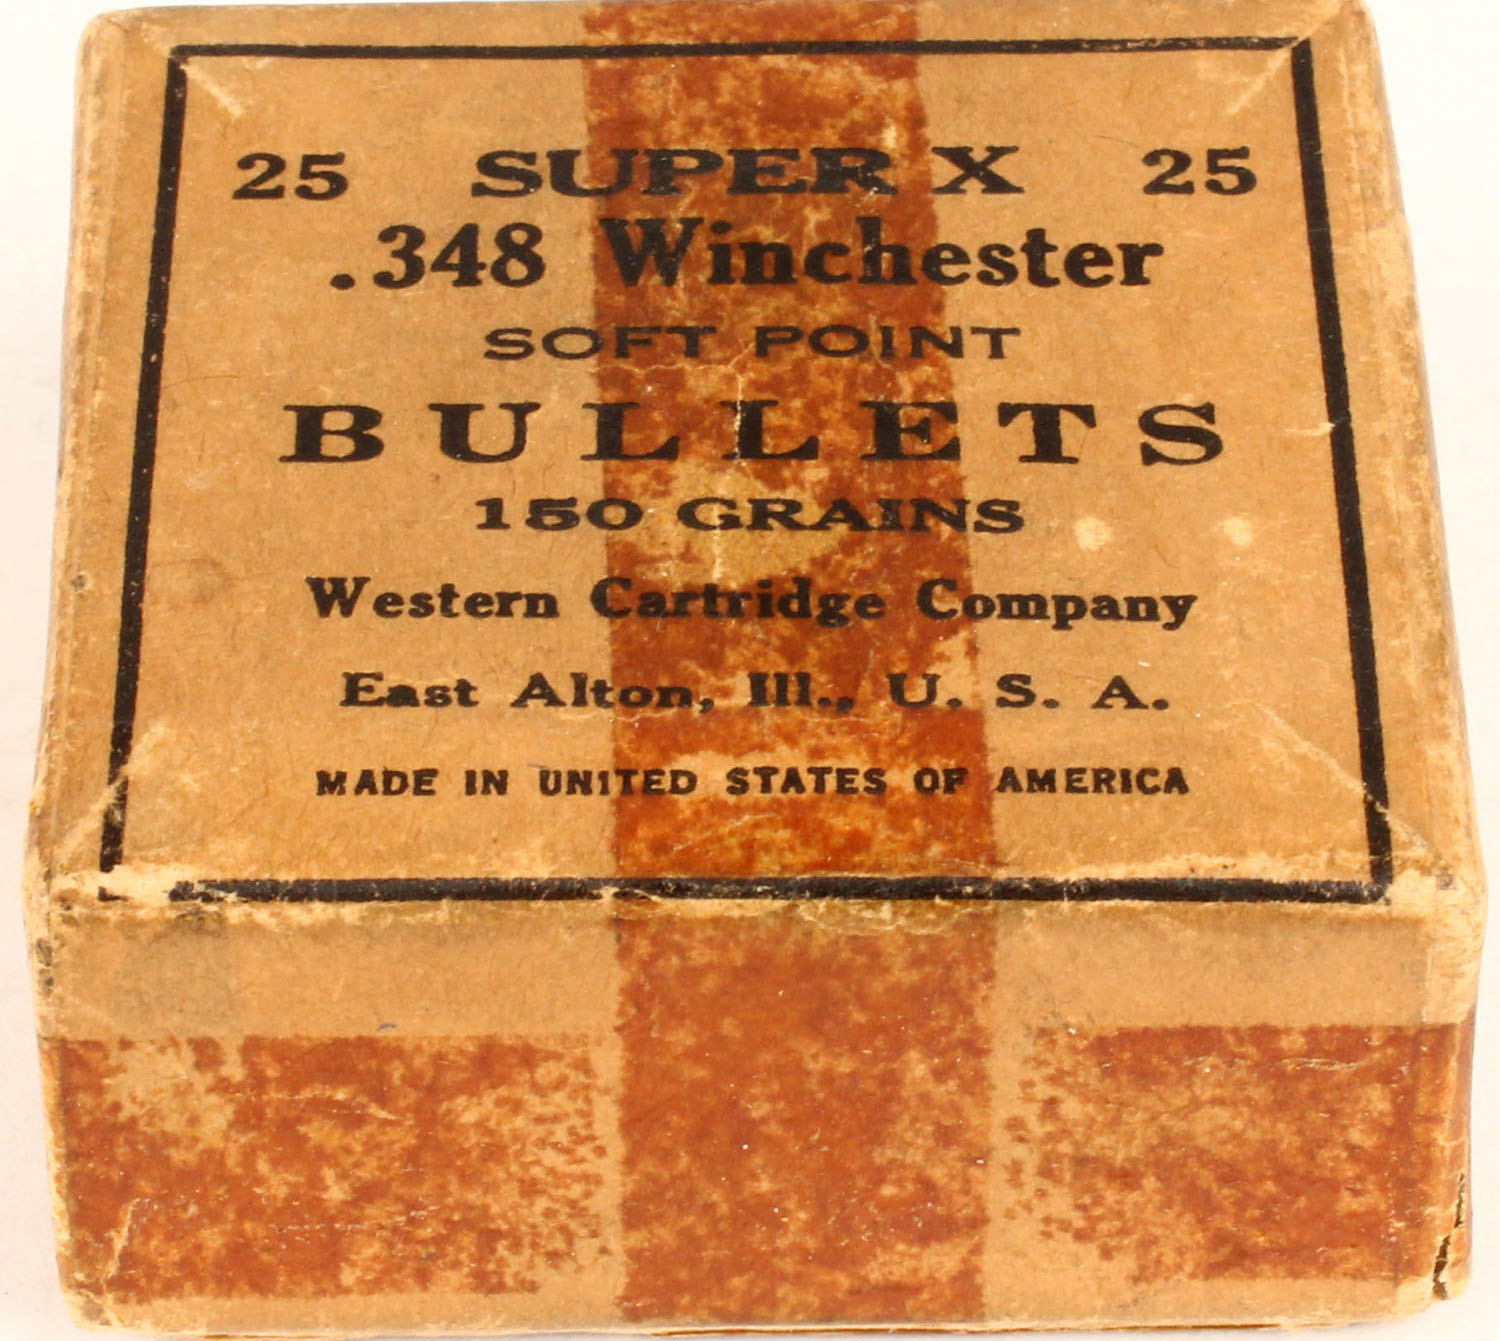 25 SUPER X 25
.348 Winchester
SOFT POINT
BULLETS
150 GRAINS
Western Cartridge Company
East Alton, Ill., U. S. A.
MADE IN UNITED STATES OF AMERICA